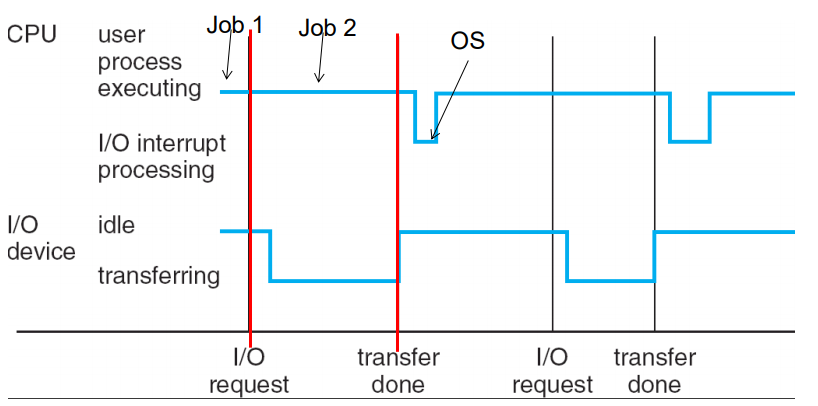 Job 1
Job 2
OS
CPU
user
process
executing
I/O interrupt
processing
I/O
device
idle
transferring
I/O
request
transfer
done
I/O
request
transfer
done